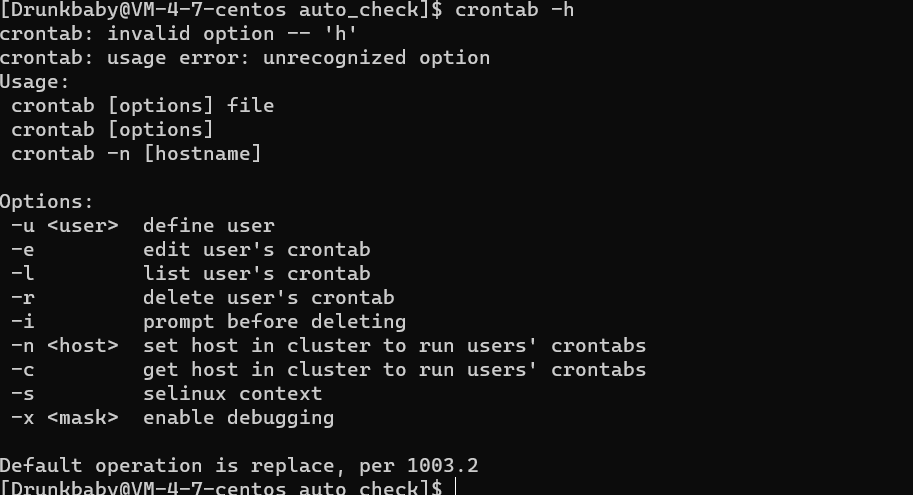 [Drunkbaby@VM-4-7-centos auto_check]$ crontab -h
crontab: invalid option -- 'h'
crontab: usage error: unrecognized option
Usage:
 crontab [options] file
 crontab [options]
 crontab -n [hostname]

Options:
 -u <user>  define user
 -e         edit user's crontab
 -l         list user's crontab
 -r         delete user's crontab
 -i         prompt before deleting
 -n <host>  set host in cluster to run users' crontabs
 -c         get host in cluster to run users' crontabs
 -s         selinux context
 -x <mask>  enable debugging

Default operation is replace, per 1003.2
[Drunkbaby@VM-4-7-centos auto_check]$